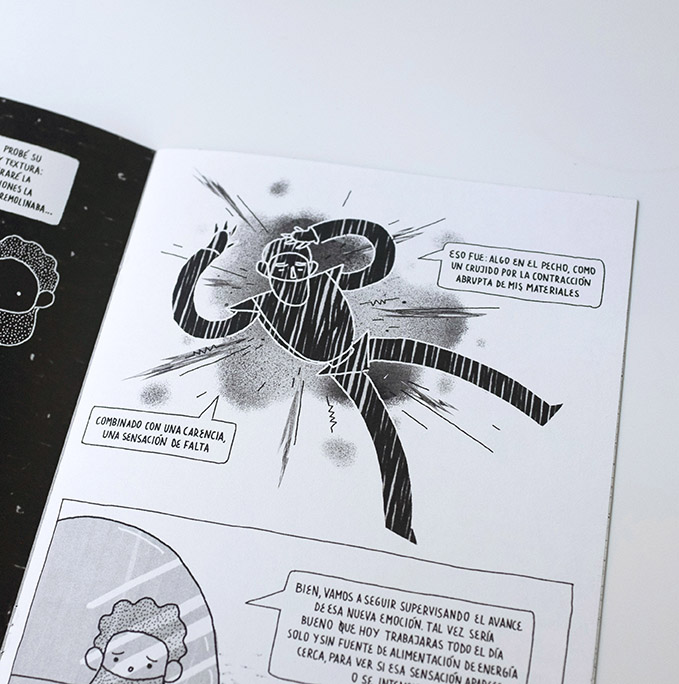 PROBÉ SU
Y TEXTURA:
RARÉ LA
IONES LA
REMOLINABA...
ESO FUE: ALGO EN EL PECHO, COMO
UN CRUJIDO POR LA CONTRACCIÓN
ABRUPTA DE MIS MATERIALES
COMBINADO CON UNA CARENCIA,
UNA SENSACIÓN DE FALTA
BIEN, VAMOS A SEGUIR SUPERVISANDO EL AVANCE
DE ESA NUEVA EMOCIÓN. TAL VEZ SERÍA
BUENO QUE HOY TRABAJARAS TODO EL DÍA
SOLO Y SIN FUENTE DE ALIMENTACIÓN DE ENERGÍA
CERCA, PARA VER SI ESA SENSACIÓN
O SE